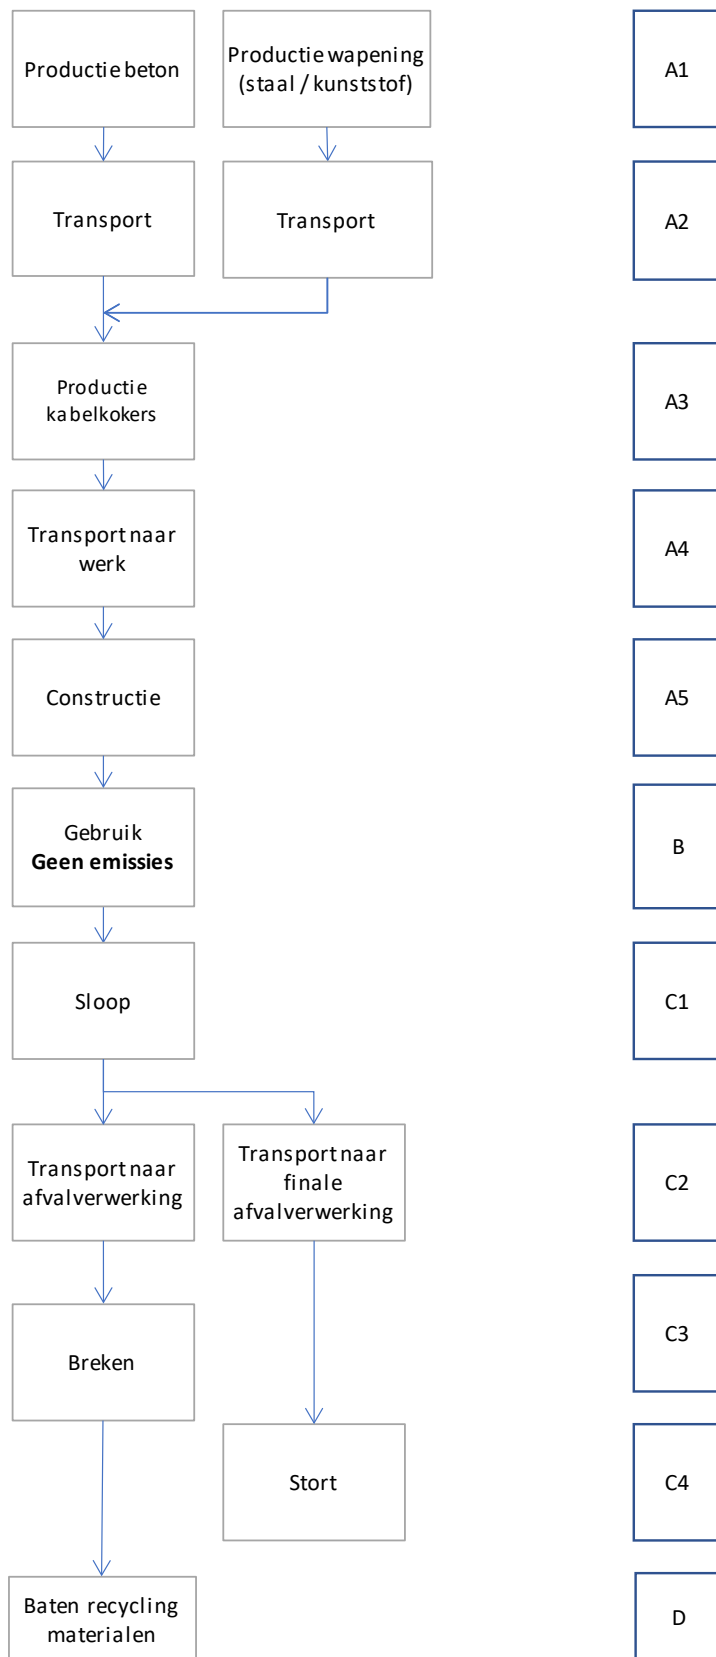 Productie beton
Productie wapening
(staal / kunststof)
A1
Transport
Transport
A2
Productie
kabelkokers
A3
Transport naar
werk
A4
Constructie
A5
Gebruik
Geen emissies
B
Sloop
C1
Transport naar
afvalverwerking
Transport naar
finale
afvalverwerking
C2
Breken
C3
Stort
C4
Baten recycling
materialen
D